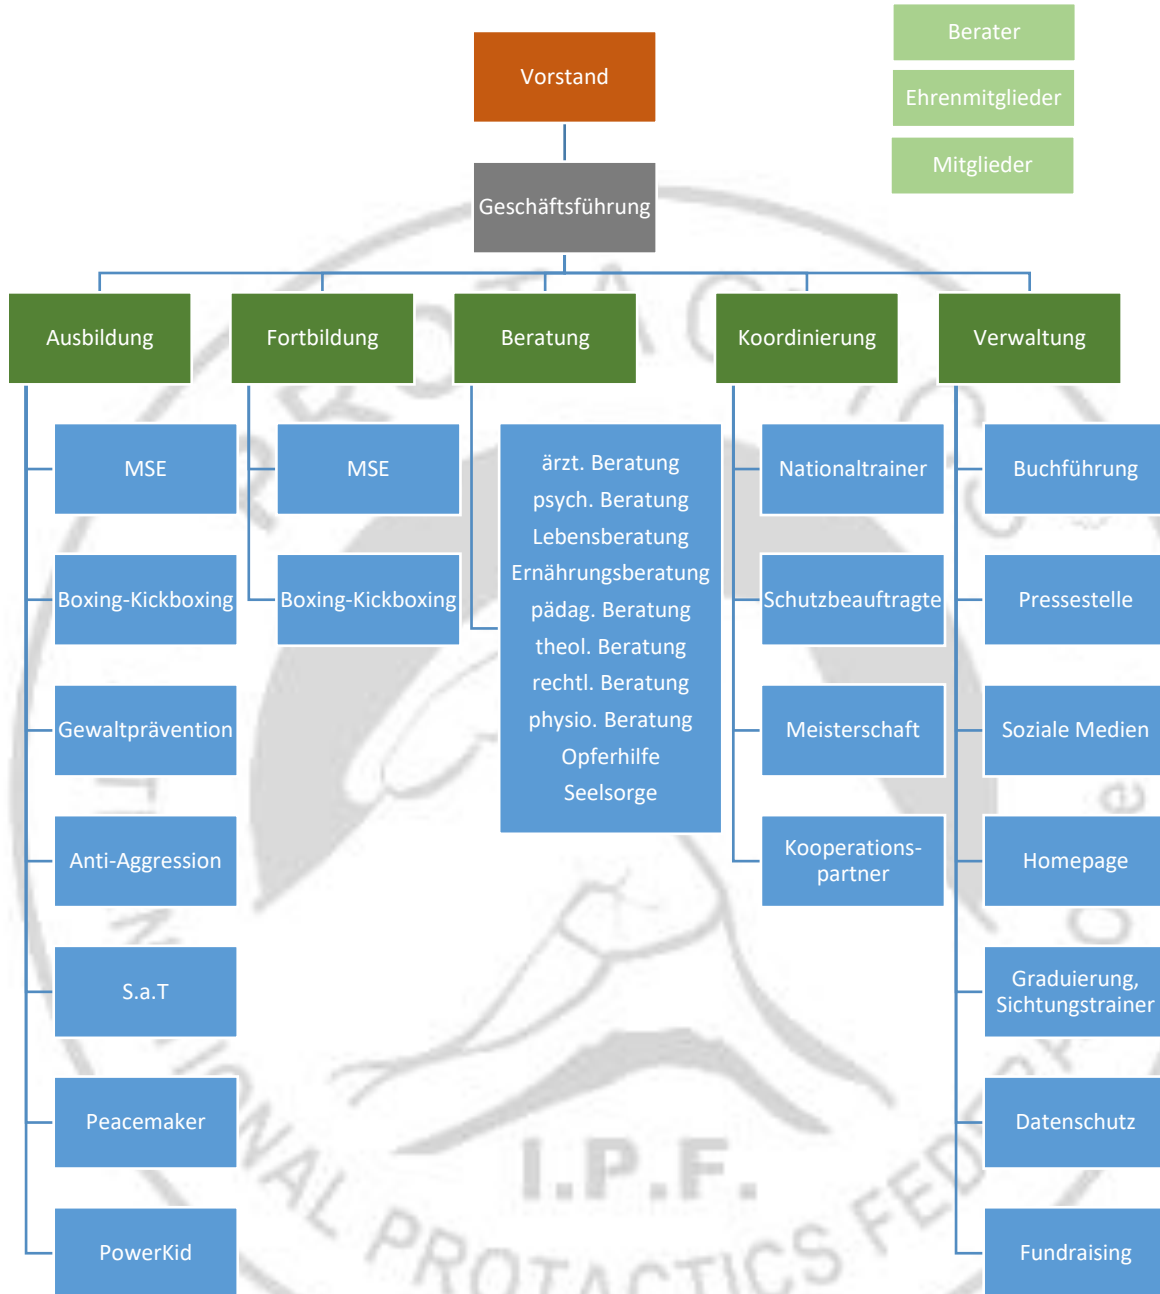 Vorstand
Berater
Ehrenmitglieder
Mitglieder
Geschäftsführung
Ausbildung
Fortbildung
Beratung
Koordinierung
Verwaltung
MSE
Boxing-Kickboxing
Gewaltprävention
Anti-Aggression
S.a.T
Peacemaker
PowerKid
MSE
Boxing-Kickboxing
ärzt. Beratung
psych. Beratung
Lebensberatung
Ernährungsberatung
pädag. Beratung
theol. Beratung
rechtl. Beratung
physio. Beratung
Opferhilfe
Seelsorge
Nationaltrainer
Schutzbeauftragte
Meisterschaft
Kooperations-
partner
Buchführung
Pressestelle
Soziale Medien
Homepage
Graduierung,
Sichtungstrainer
Datenschutz
Fundraising
I.P.F.
PROTACTICS